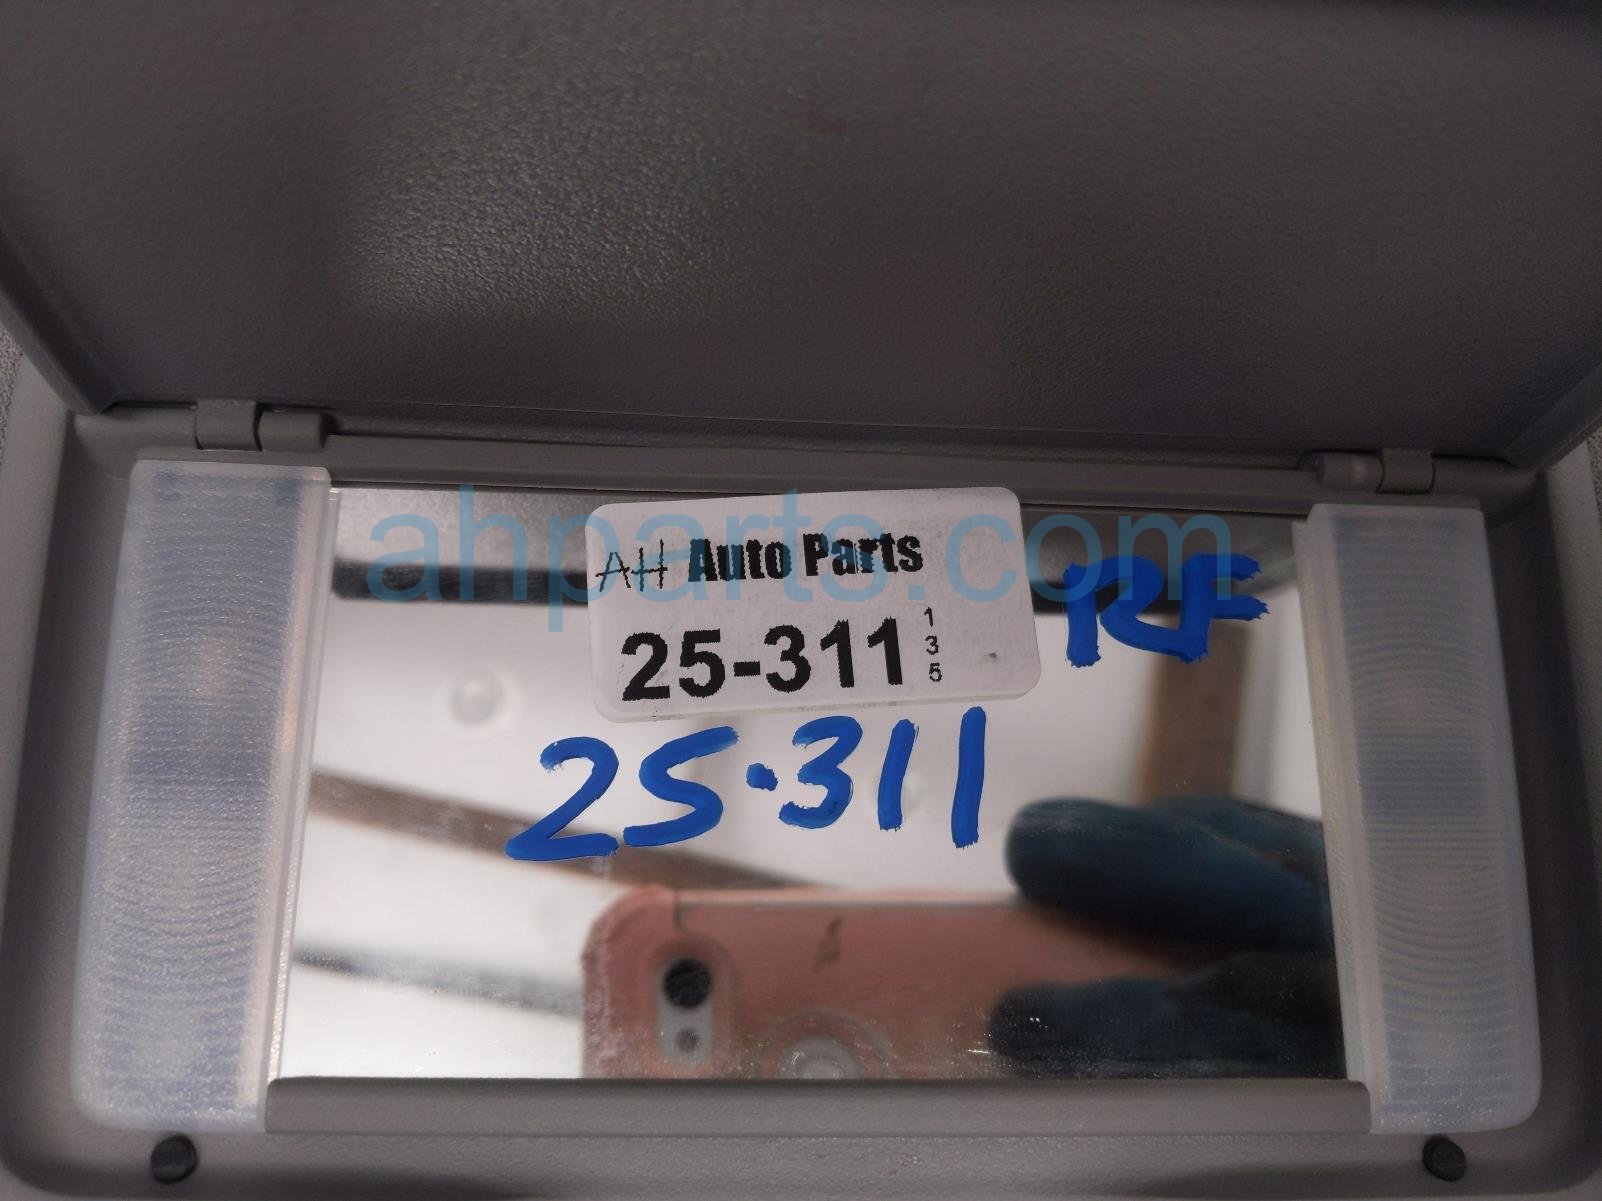 ahparts.com
AH Auto Parts
25-311
1
3
5
RF
25.311